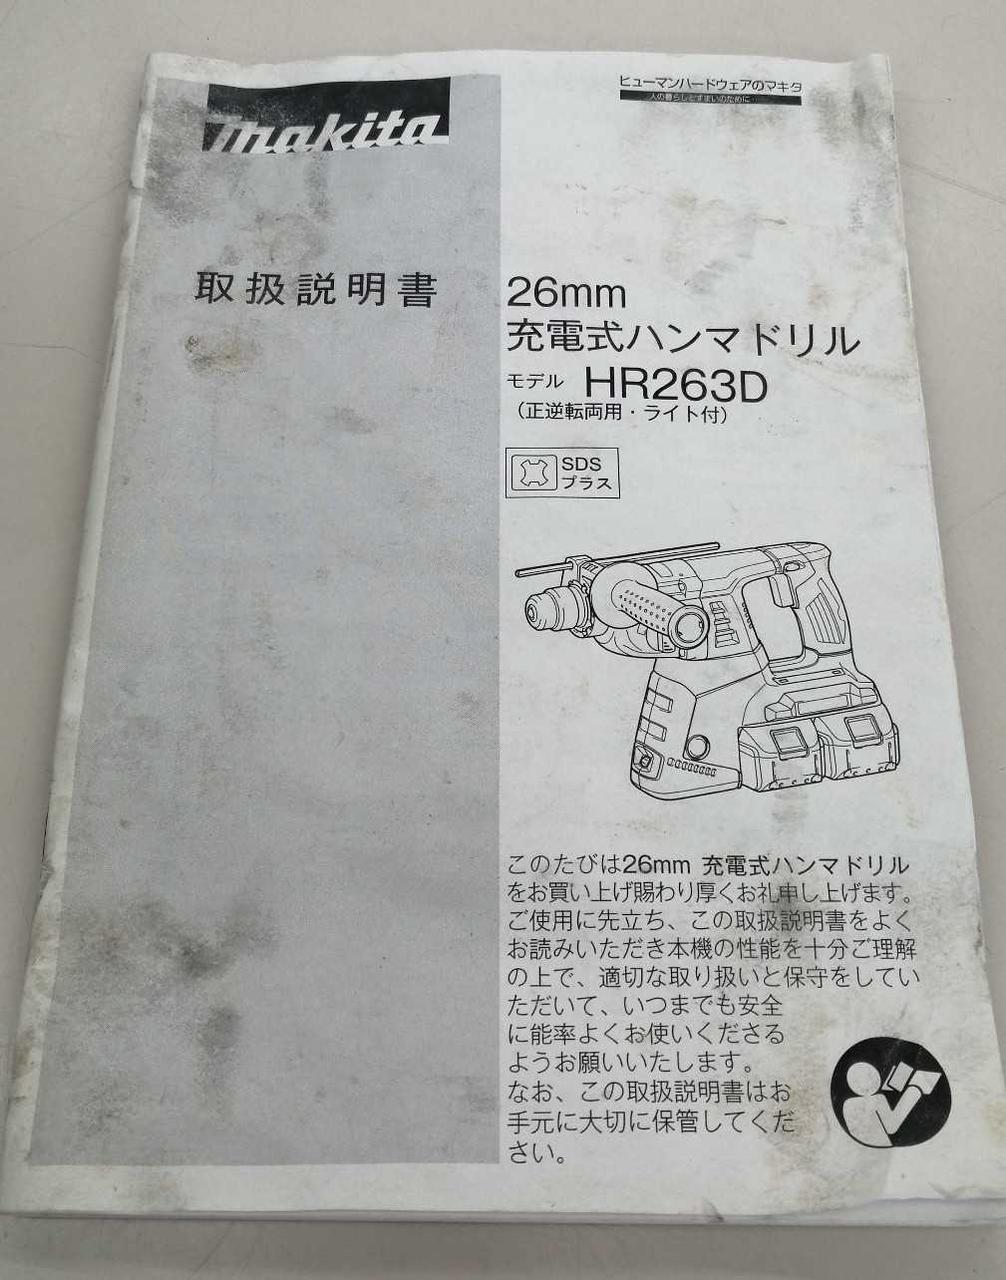 makita
ヒューマンハードウェアのマキタ
人の暮らしとすまいのために
取扱説明書
26mm
充電式ハンマドリル
モデル HR263D
(正逆転両用・ライト付)
SDS
プラス
このたびは26mm 充電式ハンマドリル
をお買い上げ賜わり厚くお礼申し上げます。
ご使用に先立ち、この取扱説明書をよく
お読みいただき本機の性能を十分ご理解
の上で、適切な取り扱いと保守をしてい
ただいて、いつまでも安全
に能率よくお使いくださる
ようお願いいたします。
なお、この取扱説明書はお
手元に大切に保管してくだ
さい。